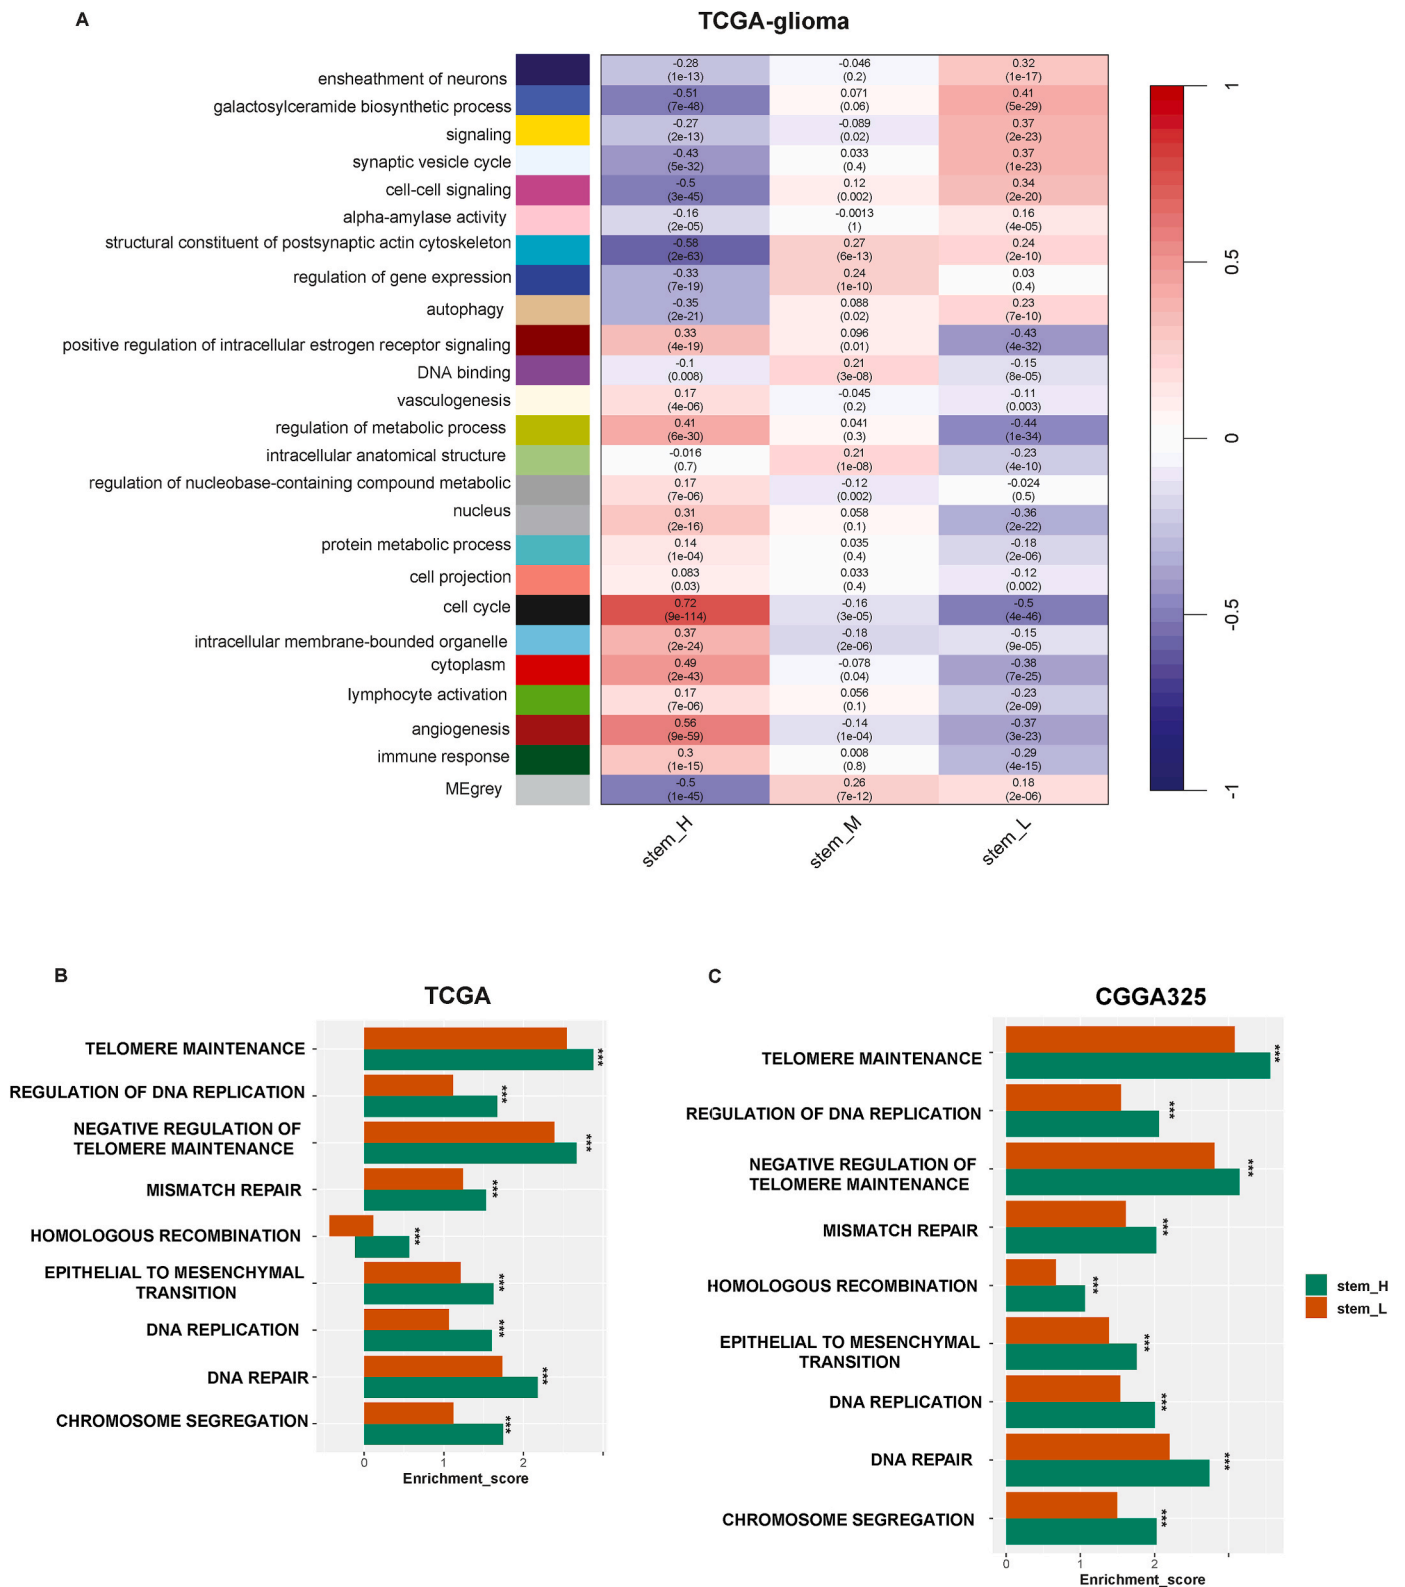 A
TCGA-glioma
ensheathment of neurons -0.28 -0.046 0.32
(1e-13) (0.2) (1e-17)
galactosylceramide biosynthetic process -0.51 0.071 0.41
(7e-48) (0.06) (5e-29)
signaling -0.27 -0.089 0.37
(2e-13) (0.02) (2e-23)
synaptic vesicle cycle -0.43 0.033 0.37
(5e-32) (0.4) (1e-23)
cell-cell signaling -0.5 0.12 0.34
(3e-45) (0.002) (2e-20)
alpha-amylase activity -0.16 -0.0013 0.16
(2e-05) (1) (4e-05)
structural constituent of postsynaptic actin cytoskeleton -0.58 0.27 0.24
(2e-63) (6e-13) (2e-10)
regulation of gene expression -0.33 0.24 0.03
(7e-19) (1e-10) (0.4)
autophagy -0.35 0.088 0.23
(2e-21) (0.02) (7e-10)
positive regulation of intracellular estrogen receptor signaling 0.33 0.096 -0.43
(4e-19) (0.01) (4e-32)
DNA binding -0.1 0.21 -0.15
(0.008) (3e-08) (8e-05)
vasculogenesis 0.17 -0.045 -0.11
(4e-06) (0.2) (0.003)
regulation of metabolic process 0.41 0.041 -0.44
(6e-30) (0.3) (1e-34)
intracellular anatomical structure -0.016 0.21 -0.23
(0.7) (1e-08) (4e-10)
regulation of nucleobase-containing compound metabolic 0.17 -0.12 -0.024
(7e-06) (0.002) (0.5)
nucleus 0.31 0.058 -0.36
(2e-16) (0.1) (2e-22)
protein metabolic process 0.14 0.035 -0.18
(1e-04) (0.4) (2e-06)
cell projection 0.083 0.033 -0.12
(0.03) (0.4) (0.002)
cell cycle 0.72 -0.16 -0.5
(9e-114) (3e-05) (4e-46)
intracellular membrane-bounded organelle 0.37 -0.18 -0.15
(2e-24) (2e-06) (9e-05)
cytoplasm 0.49 -0.078 -0.38
(2e-43) (0.04) (7e-25)
lymphocyte activation 0.17 0.056 -0.23
(7e-06) (0.1) (2e-09)
angiogenesis 0.56 -0.14 -0.37
(9e-59) (1e-04) (3e-23)
immune response 0.3 0.008 -0.29
(1e-15) (0.8) (4e-15)
MEgrey -0.5 0.26 0.18
(1e-45) (7e-12) (2e-06)
stem_H stem_M stem_L
1
0.5
0
-0.5
-1
B
TCGA
TELOMERE MAINTENANCE ***
REGULATION OF DNA REPLICATION ***
NEGATIVE REGULATION OF
TELOMERE MAINTENANCE ***
MISMATCH REPAIR ***
HOMOLOGOUS RECOMBINATION ***
EPITHELIAL TO MESENCHYMAL
TRANSITION ***
DNA REPLICATION ***
DNA REPAIR ***
CHROMOSOME SEGREGATION ***
0 1 2
Enrichment_score
C
CGGA325
TELOMERE MAINTENANCE ***
REGULATION OF DNA REPLICATION ***
NEGATIVE REGULATION OF
TELOMERE MAINTENANCE ***
MISMATCH REPAIR ***
HOMOLOGOUS RECOMBINATION ***
EPITHELIAL TO MESENCHYMAL
TRANSITION ***
DNA REPLICATION ***
DNA REPAIR ***
CHROMOSOME SEGREGATION ***
0 1 2
Enrichment_score
stem_H
stem_L